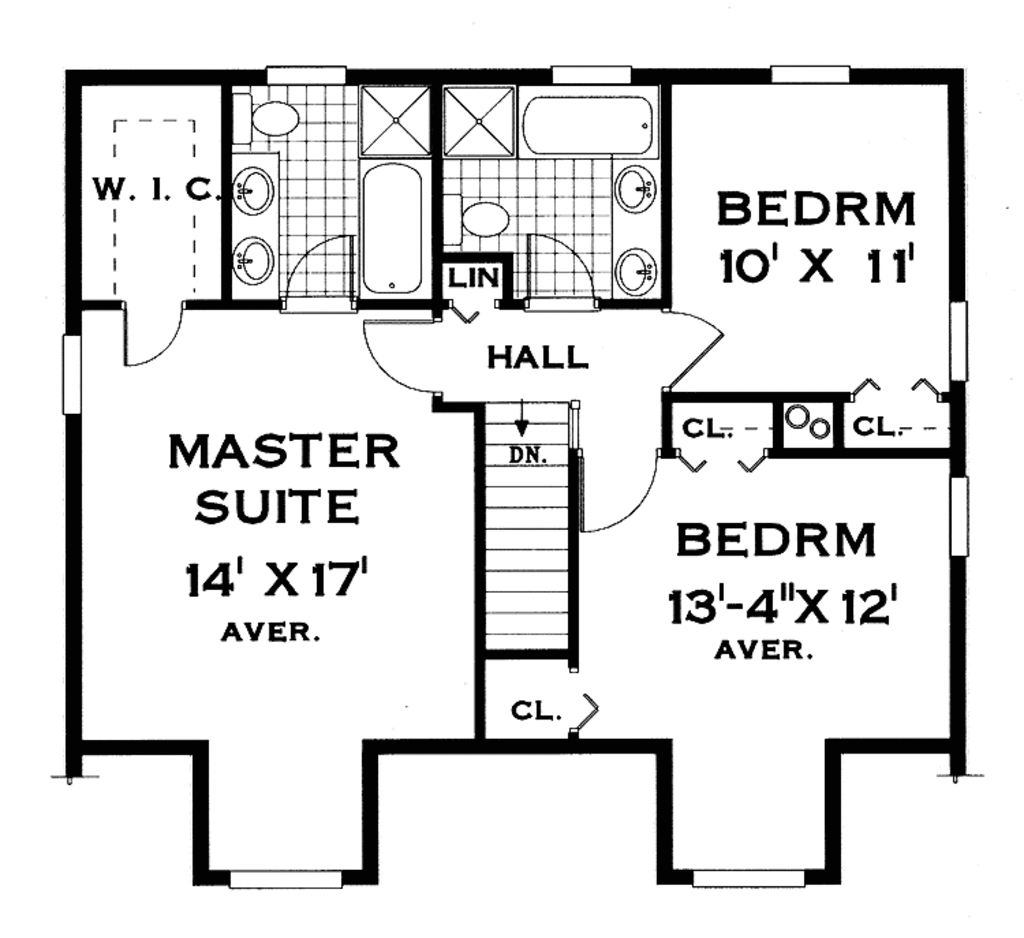 W. I. C.
LIN
BEDRM
10' X 11'
HALL
CL.
CL.
DN.
MASTER
SUITE
14' X 17'
AVER.
BEDRM
13'-4"X 12'
AVER.
CL.